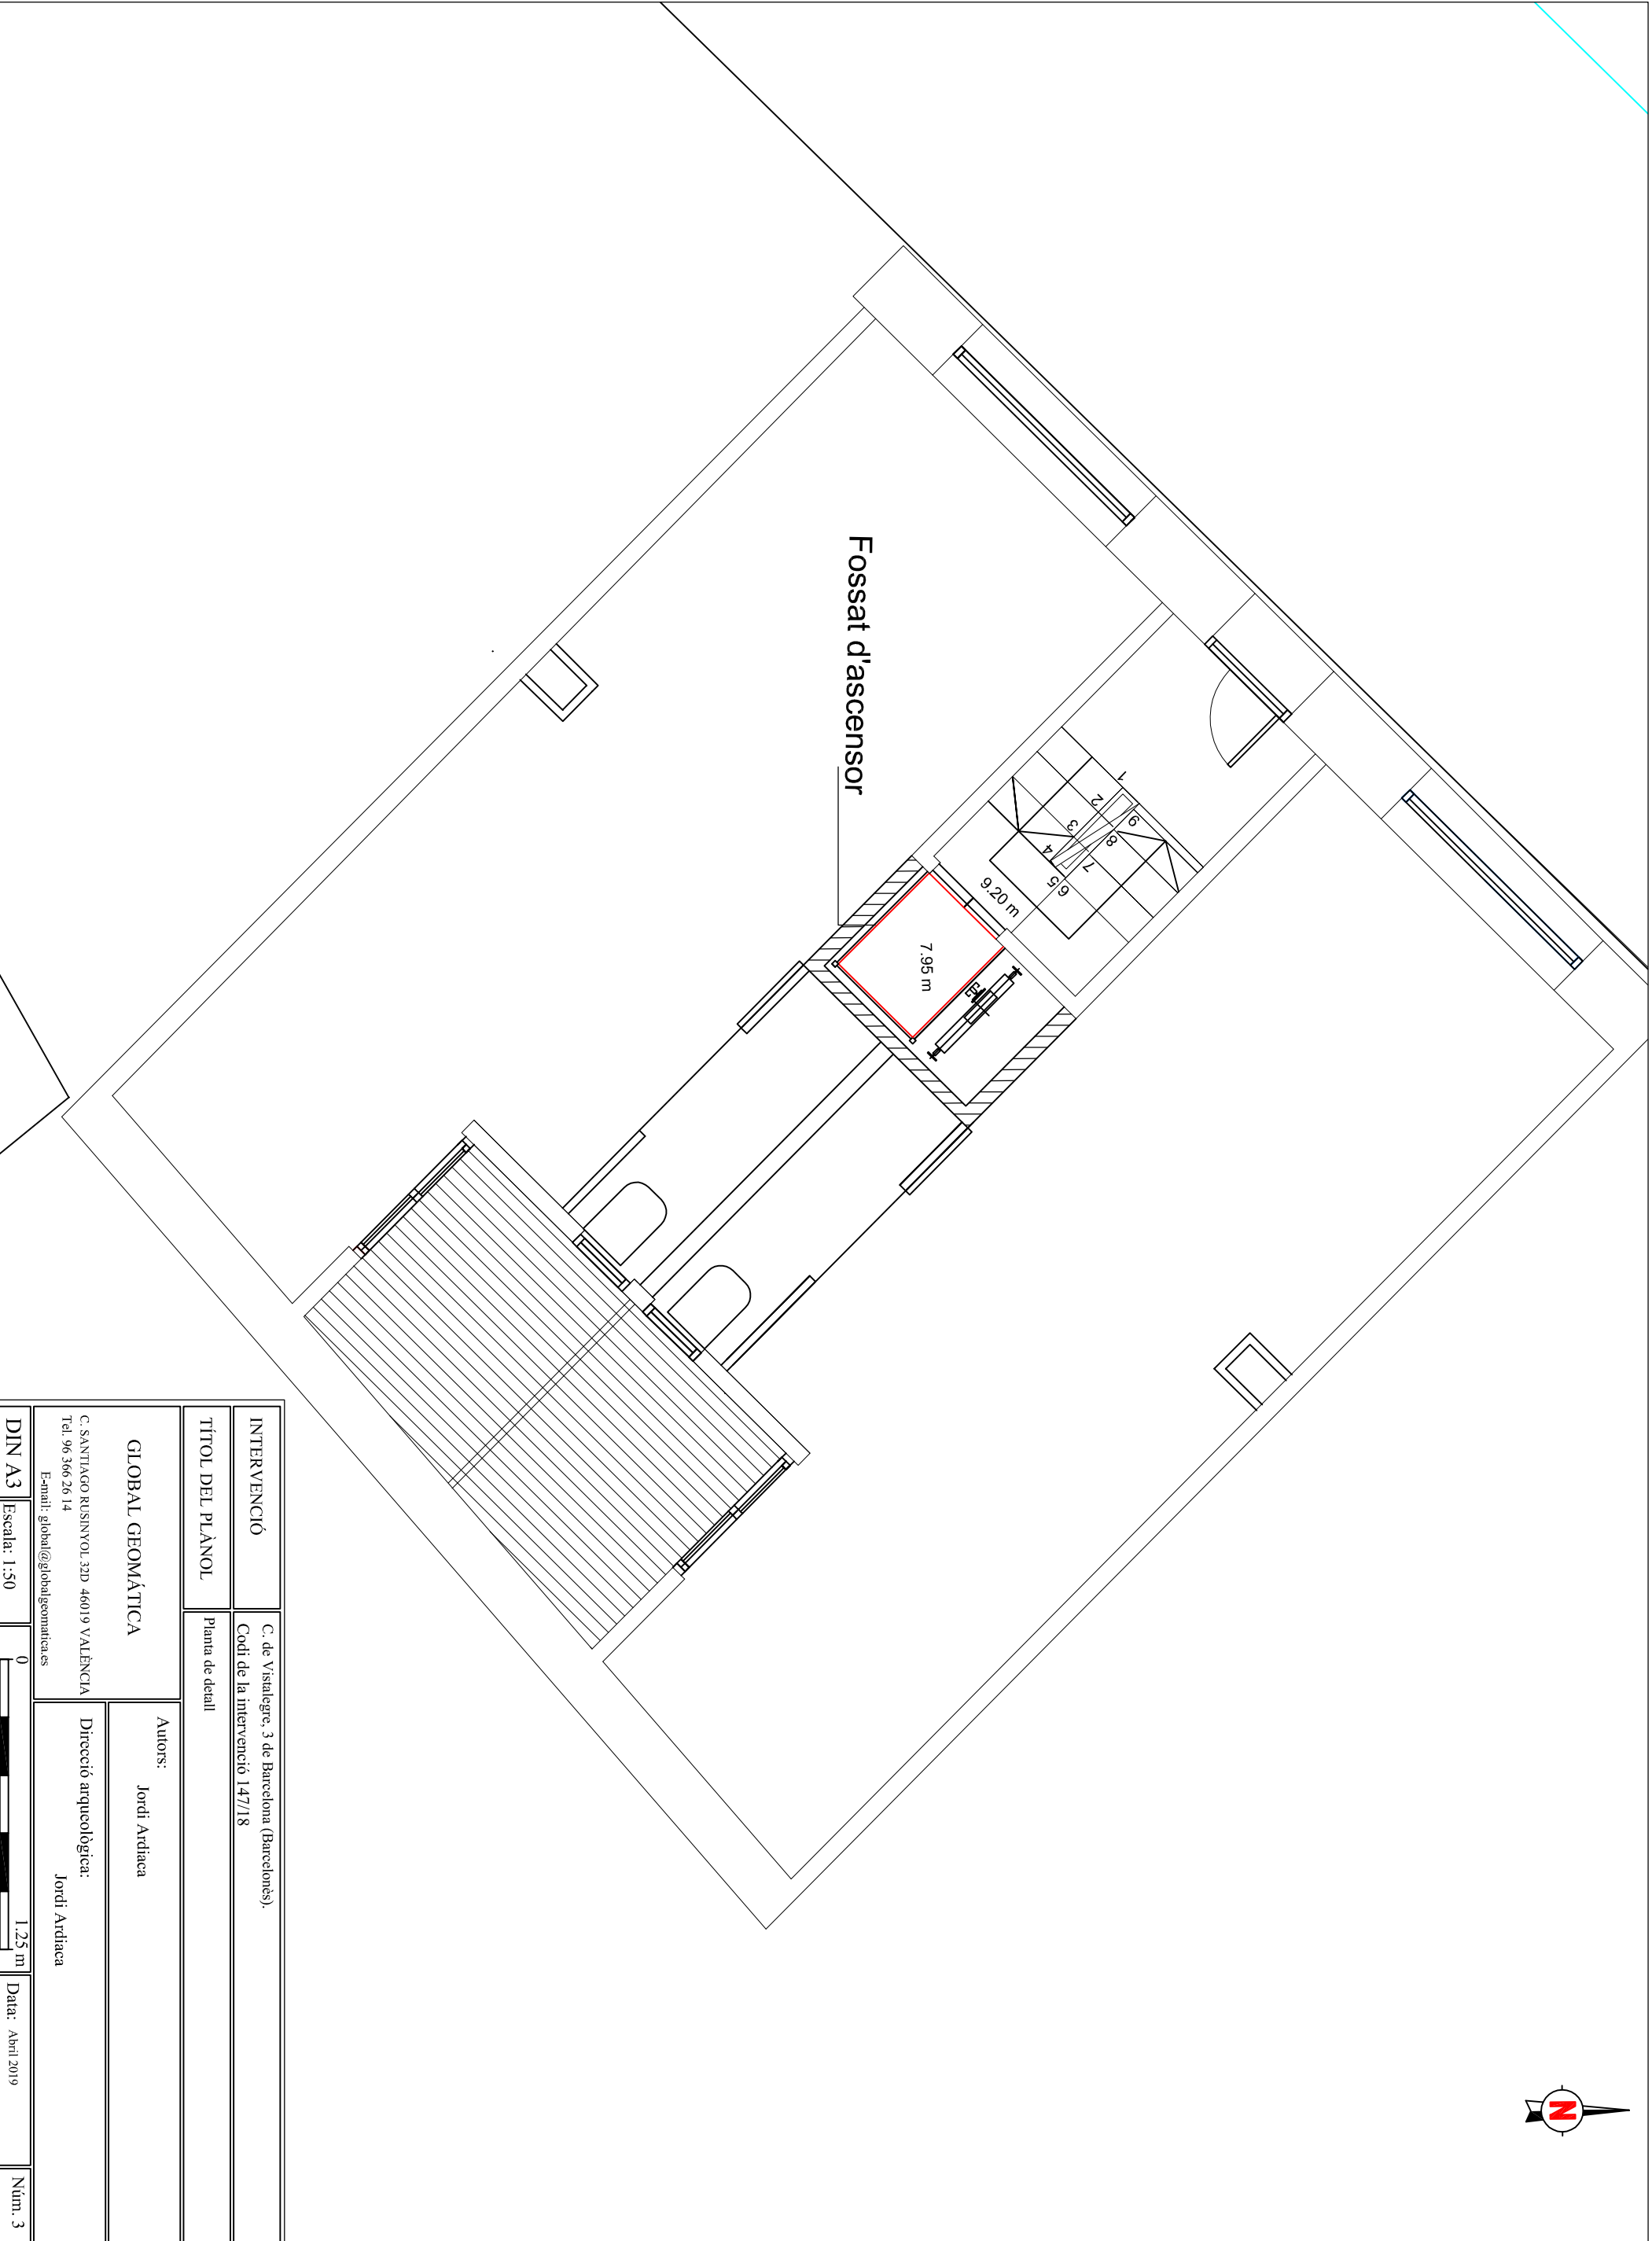 Fossat d'ascensor
1
2
3
4
5
6
7
8
9
9.20 m
7.95 m
N
INTERVENCIÓ
C. de Vistalegre, 3 de Barcelona (Barcelonès).
Codi de la intervenció 147/18
TÍTOL DEL PLÀNOL
Planta de detall
GLOBAL GEOMÁTICA
C. SANTIAGO RUSINYOL 32D 46019 VALÈNCIA
Tel. 96 366 26 14
E-mail: global@globalgeomatica.es
Autors:
Jordi Ardiaca
Direcció arqueològica:
Jordi Ardiaca
DIN A3
Escala: 1:50
0
1.25 m
Data: Abril 2019
Núm. 3